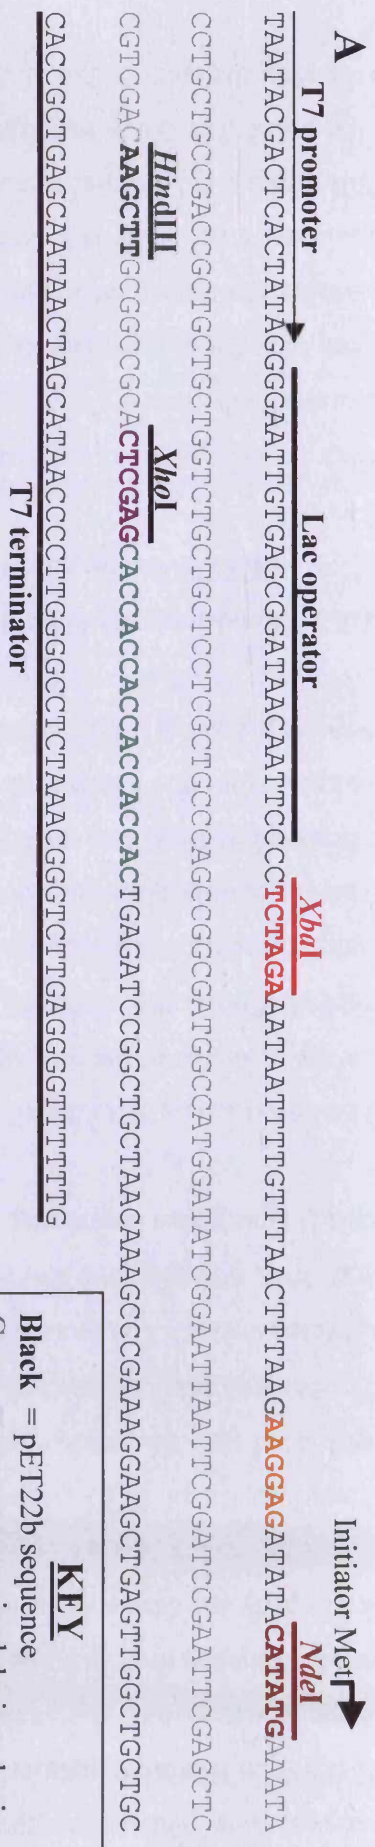 A
T7 promoter Lac operator XbaI Initiator Met NdeI
TAATACGACTCACTATAGGGGAATTGTGAGCGGATAACAATTCCCCTCTAGAAATAATTTTGTTTAACTTTAAGAAGGAGATATACATATGAAATA
CCTGCTGCCGACCGCTGCTGCTGGTCTGCTGCTCCTCGCTGCCCAGCCGGCGATGGCCATGGATATCGGAATTAATTCGGATCCGAATTCGAGCTC
HindIII XhoI
CGTCGACAAGCTTGCGGCCGCACTCGAGCACCACCACCACCACCACTGAGATCCGGCTGCTAACAAAGCCCGAAAGGAAGCTGAGTTGGCTGCTGC
CACCGCTGAGCAATAACTAGCATAACCCCTTGGGGCCTCTAAACGGGTCTTGAGGGGTTTTTTG
T7 terminator
KEY
Black = pET22b sequence